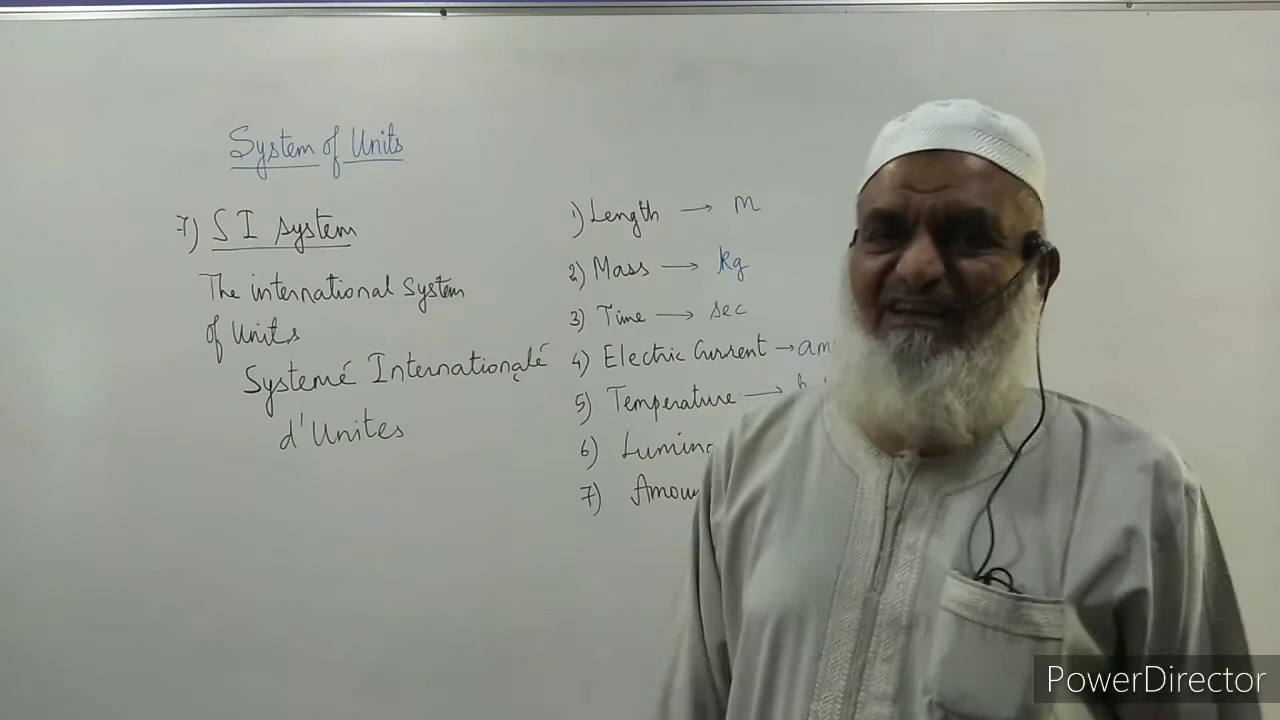 System of Units
7) S I system
The international System
of Units
Systemé Internationalé
d'Unites
1) Length → m
2) Mass → kg
3) Time → sec
4) Electric Current → am
5) Temperature →
6) Lumino
7) Amou
PowerDirector